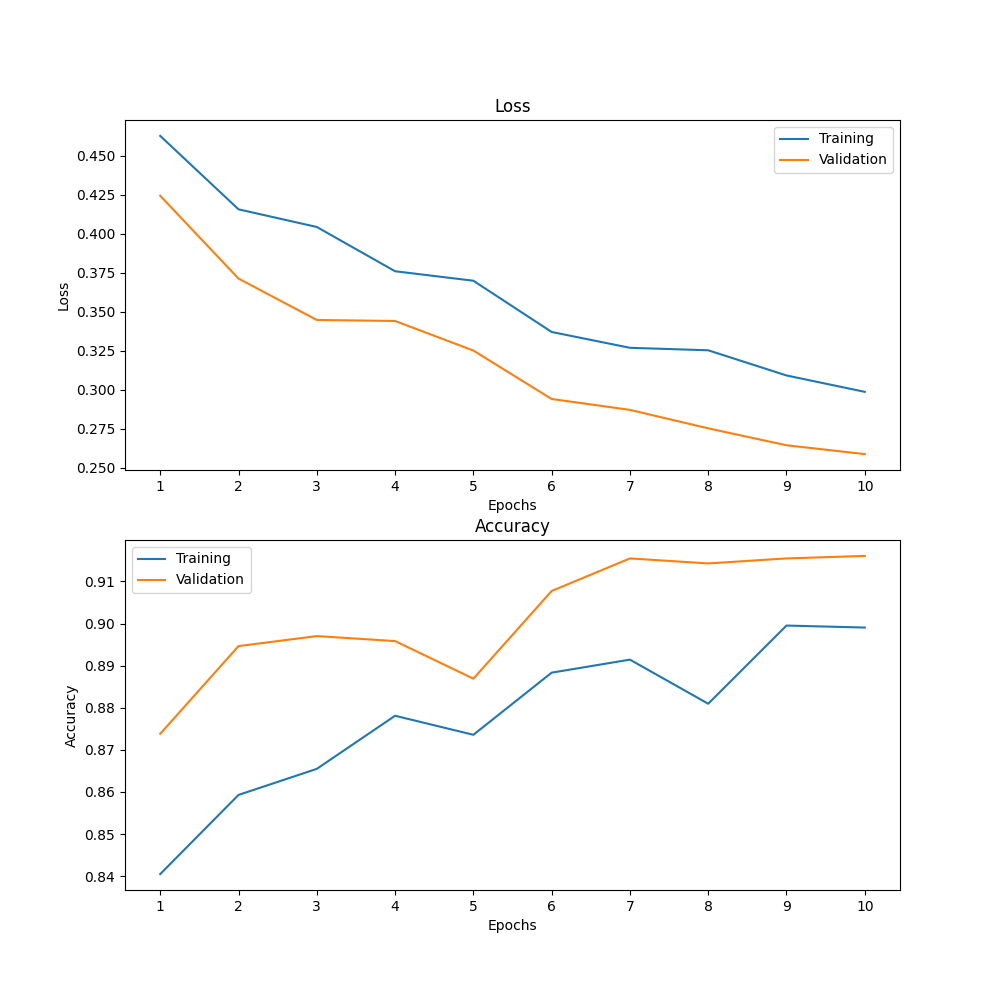 Loss
Training
Validation
0.450
0.425
0.400
0.375
0.350
0.325
0.300
0.275
0.250
Loss
1 2 3 4 5 6 7 8 9 10
Epochs
Accuracy
Training
Validation
0.91
0.90
0.89
0.88
0.87
0.86
0.85
0.84
Accuracy
1 2 3 4 5 6 7 8 9 10
Epochs